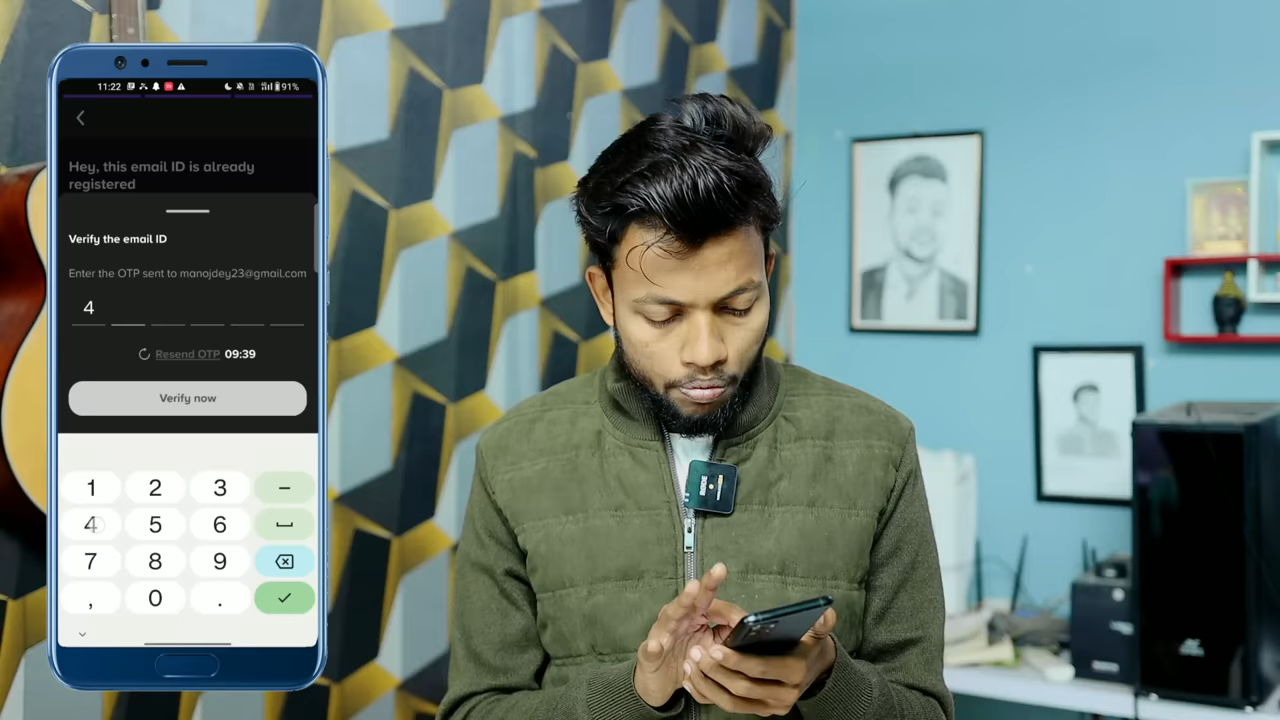 11:22
91%
Hey, this email ID is already
registered
Verify the email ID
Enter the OTP sent to manojdey23@gmail.com
4
Resend OTP 09:39
Verify now
1 2 3 -
4 5 6
7 8 9
, 0 .